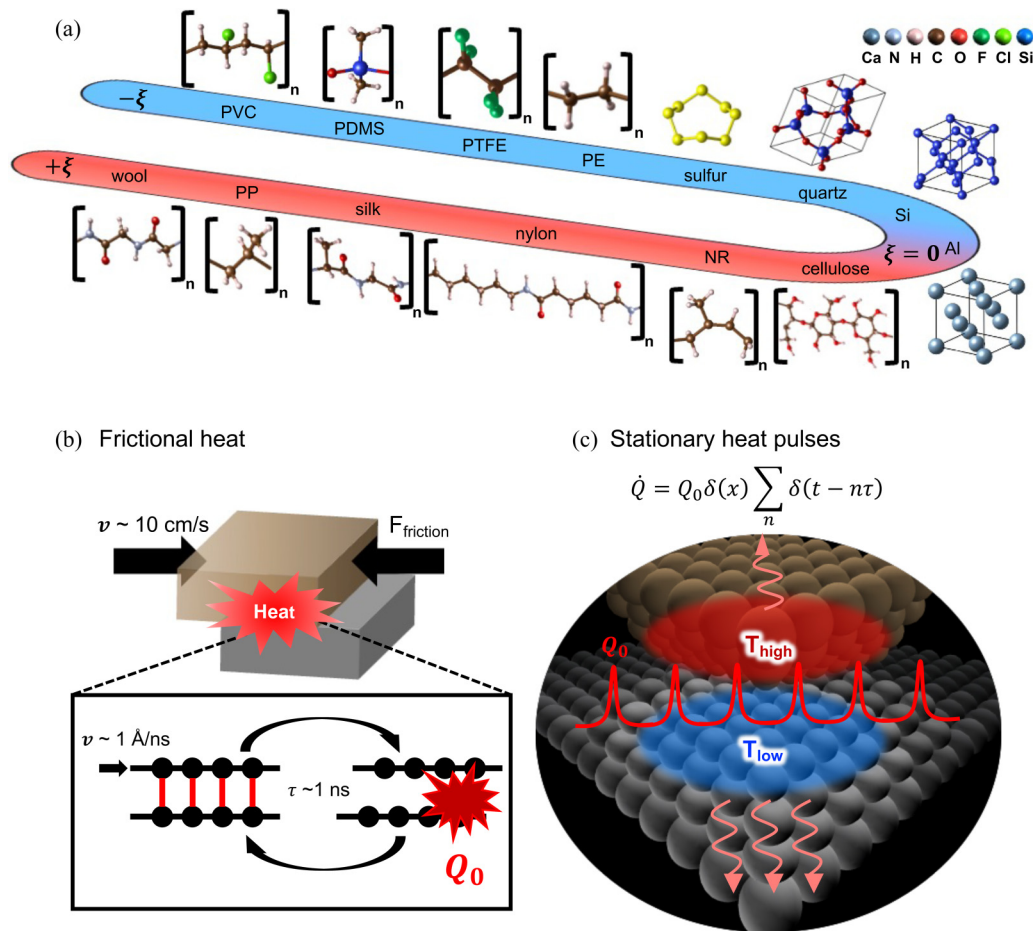 (a)
Ca N H C O F Cl Si
n n n n
−ξ PVC PDMS PTFE PE sulfur quartz Si
+ξ wool PP silk nylon NR cellulose ξ = 0 Al
n n n n n n
(b) Frictional heat
v ~ 10 cm/s
F friction
Heat
v ~ 1 Å/ns
τ ~1 ns
Q0
(c) Stationary heat pulses
Q̇ = Q0δ(x) ∑ δ(t − nτ)
n
Thigh
Q0
Tlow